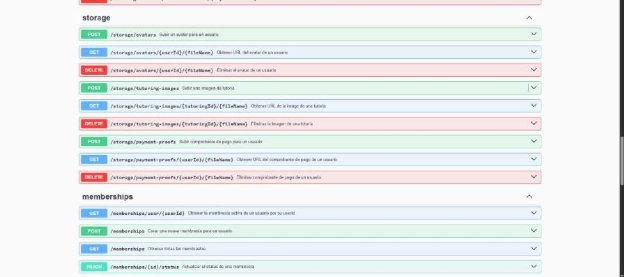 storage
POST /storage/avatars Subir un avatar para un usuario
GET /storage/avatars/{userId}/{fileName} Obtener URL del avatar de un usuario
DELETE /storage/avatars/{userId}/{fileName} Eliminar el avatar de un usuario
POST /storage/tutoring-images Subir una imagen de tutoría
GET /storage/tutoring-images/{tutoringId}/{fileName} Obtener URL de la imagen de una tutoría
DELETE /storage/tutoring-images/{tutoringId}/{fileName} Eliminar la imagen de una tutoría
POST /storage/payment-proofs Subir comprobante de pago para un usuario
GET /storage/payment-proofs/{userId}/{fileName} Obtener URL del comprobante de pago de un usuario
DELETE /storage/payment-proofs/{userId}/{fileName} Eliminar comprobante de pago de un usuario
memberships
GET /memberships/user/{userId} Obtener la membresía activa de un usuario por su userId
POST /memberships Crear una nueva membresía para un usuario
GET /memberships Obtener todas las membresías
PATCH /memberships/{id}/status Actualizar el status de una membresía